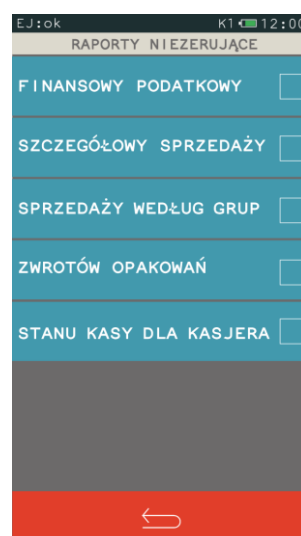 EJ:ok K1 12:00
RAPORTY NIEZERUJĄCE
FINANSOWY PODATKOWY
SZCZEGÓŁOWY SPRZEDAŻY
SPRZEDAŻY WEDŁUG GRUP
ZWROTÓW OPAKOWAŃ
STANU KASY DLA KASJERA